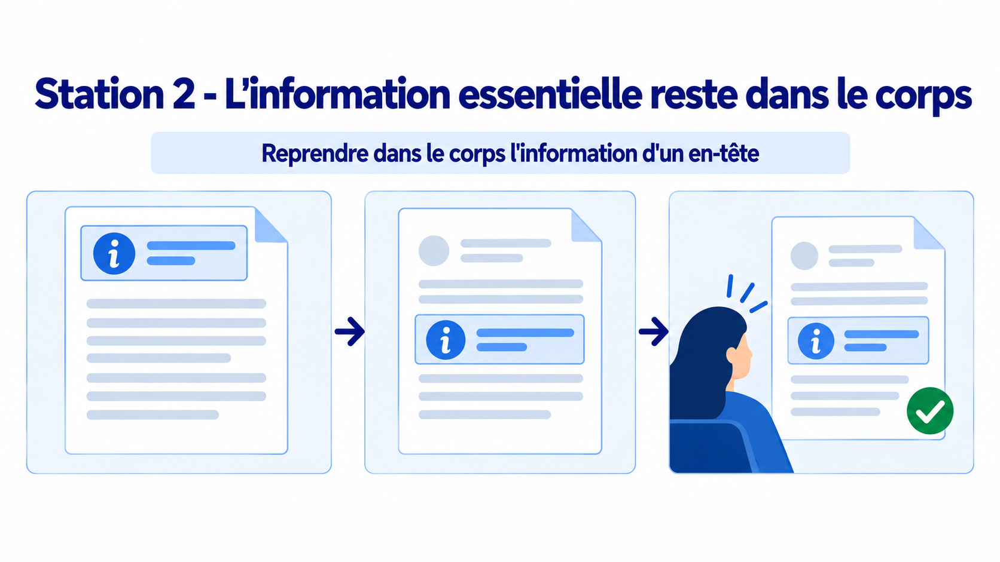 Station 2 - L’information essentielle reste dans le corps
Reprendre dans le corps l'information d'un en-tête